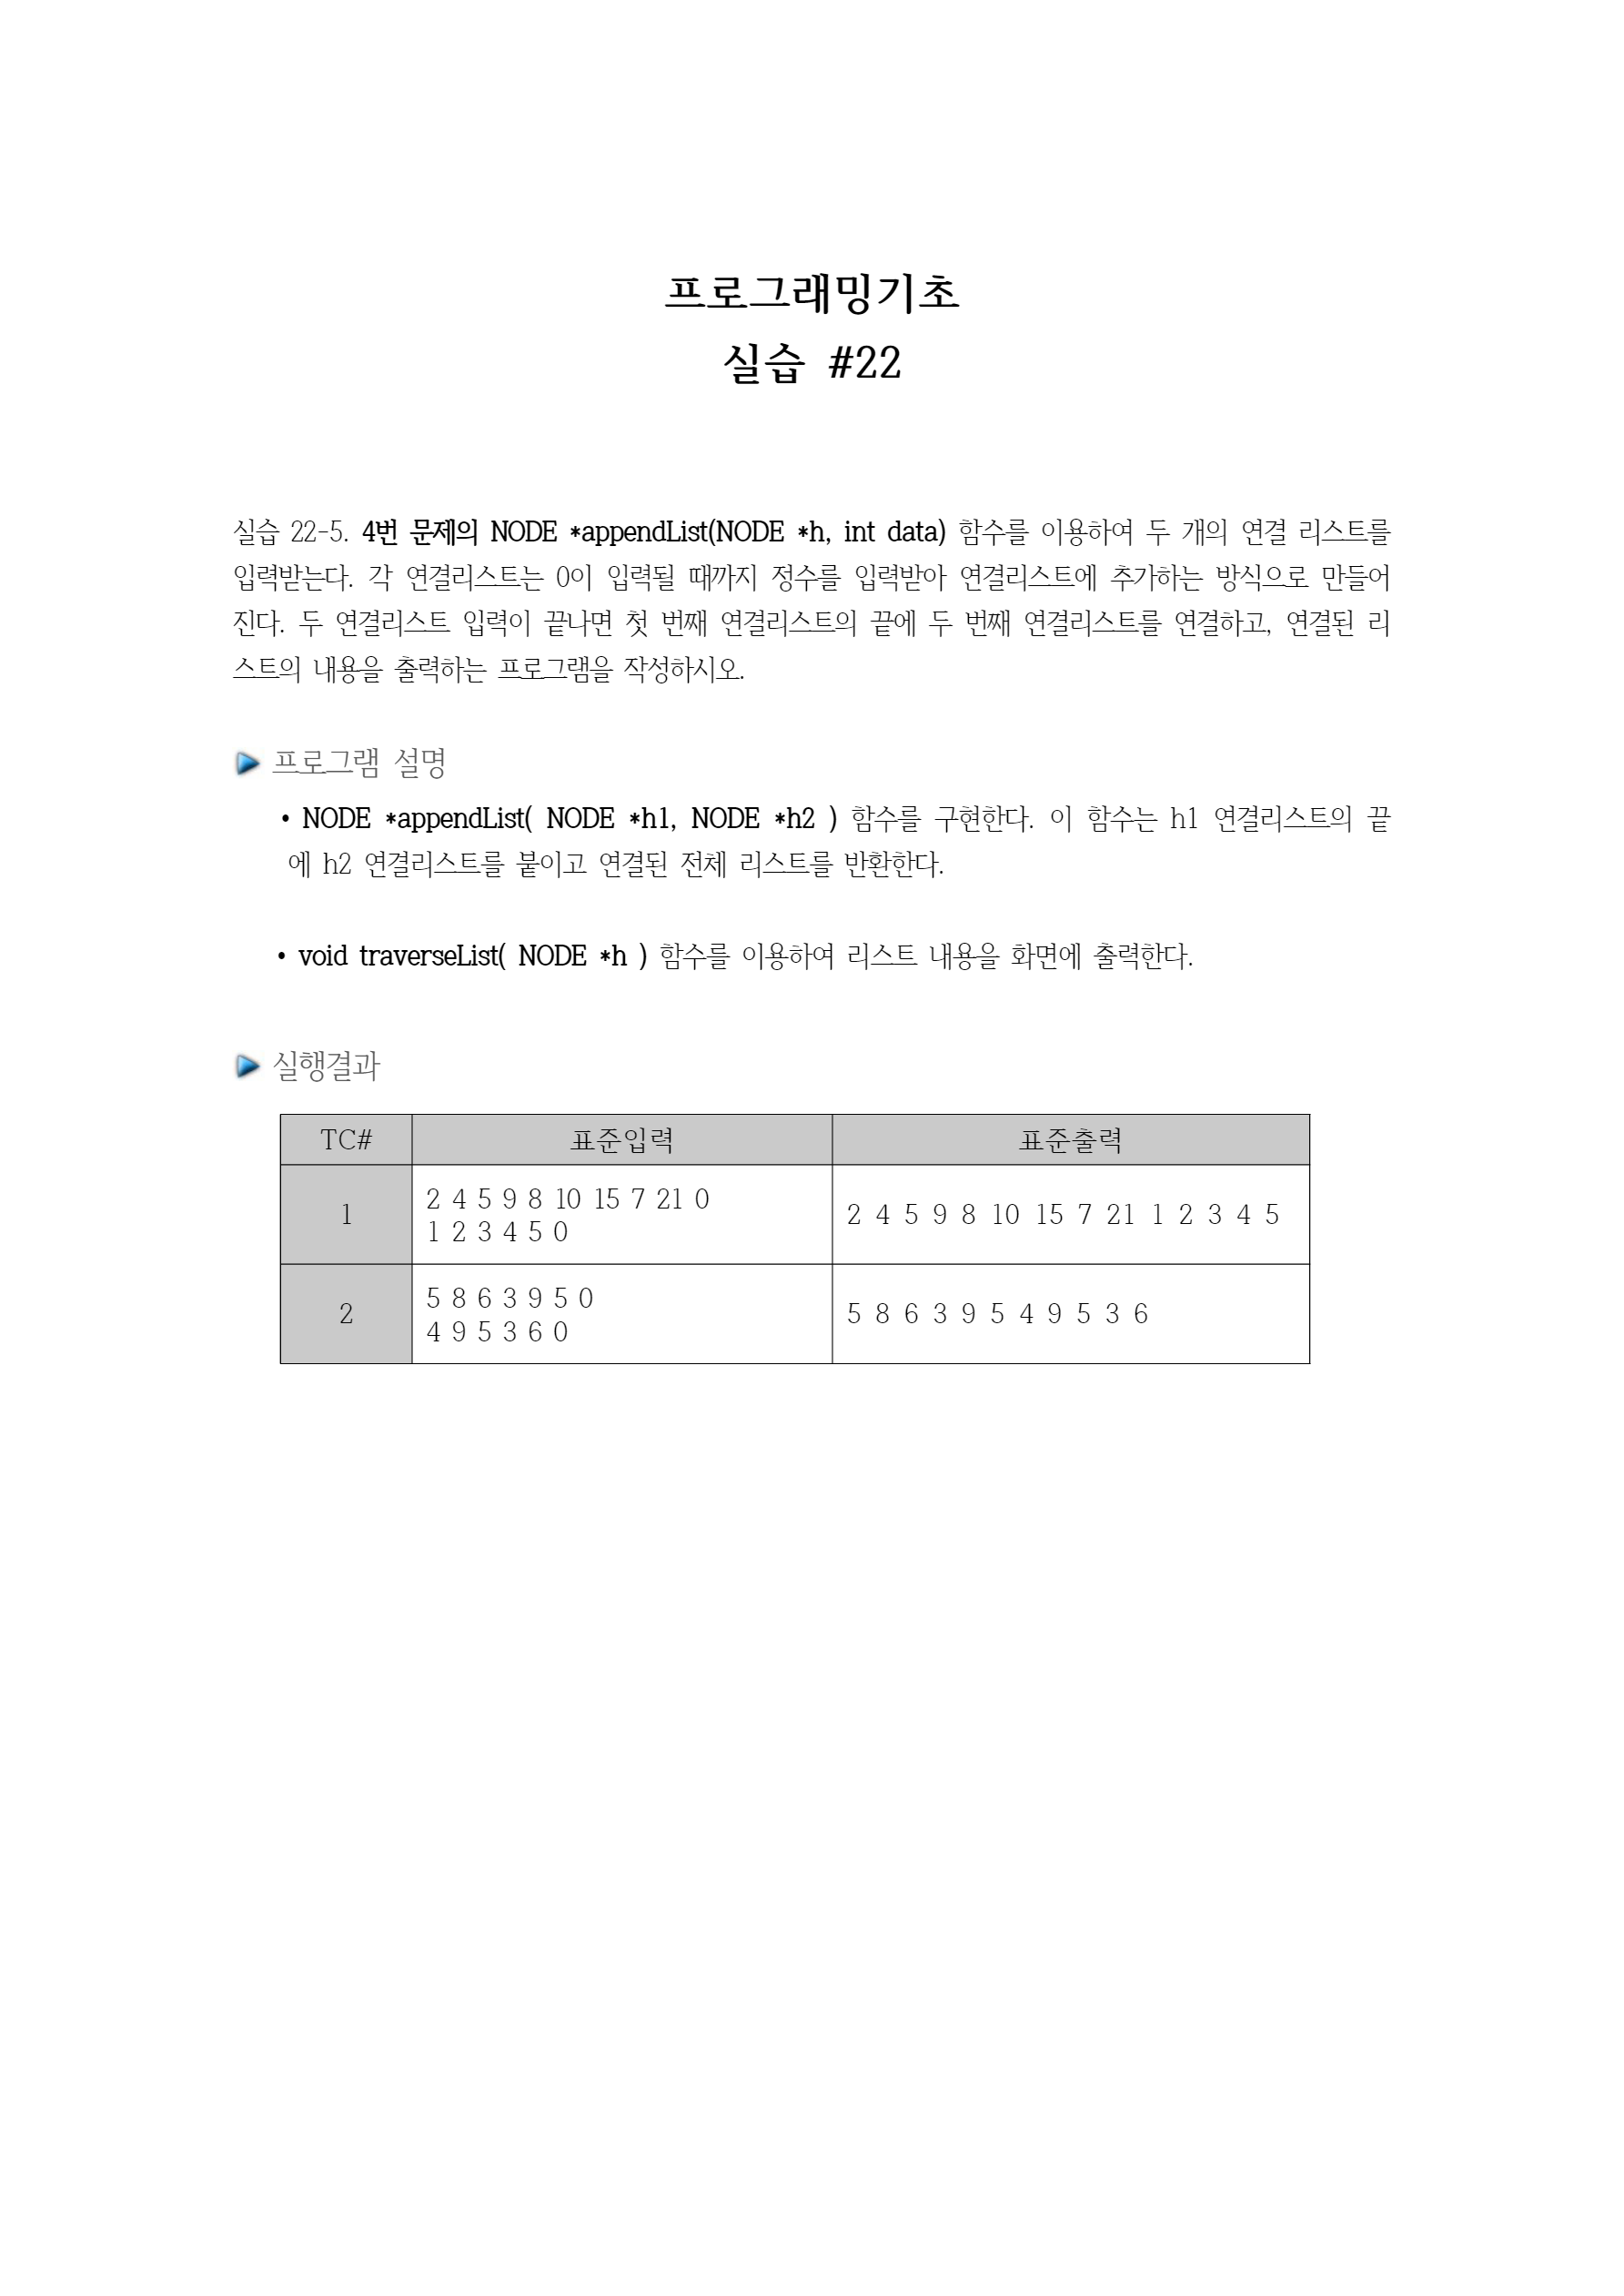 프로그래밍기초
실습 #22
실습 22-5. 4번 문제의 NODE *appendList(NODE *h, int data) 함수를 이용하여 두 개의 연결 리스트를
입력받는다. 각 연결리스트는 0이 입력될 때까지 정수를 입력받아 연결리스트에 추가하는 방식으로 만들어
진다. 두 연결리스트 입력이 끝나면 첫 번째 연결리스트의 끝에 두 번째 연결리스트를 연결하고, 연결된 리
스트의 내용을 출력하는 프로그램을 작성하시오.
프로그램 설명
• NODE *appendList( NODE *h1, NODE *h2 ) 함수를 구현한다. 이 함수는 h1 연결리스트의 끝
에 h2 연결리스트를 붙이고 연결된 전체 리스트를 반환한다.
• void traverseList( NODE *h ) 함수를 이용하여 리스트 내용을 화면에 출력한다.
실행결과
TC# 표준입력 표준출력
1
2 4 5 9 8 10 15 7 21 0
1 2 3 4 5 0
2 4 5 9 8 10 15 7 21 1 2 3 4 5
2
5 8 6 3 9 5 0
4 9 5 3 6 0
5 8 6 3 9 5 4 9 5 3 6